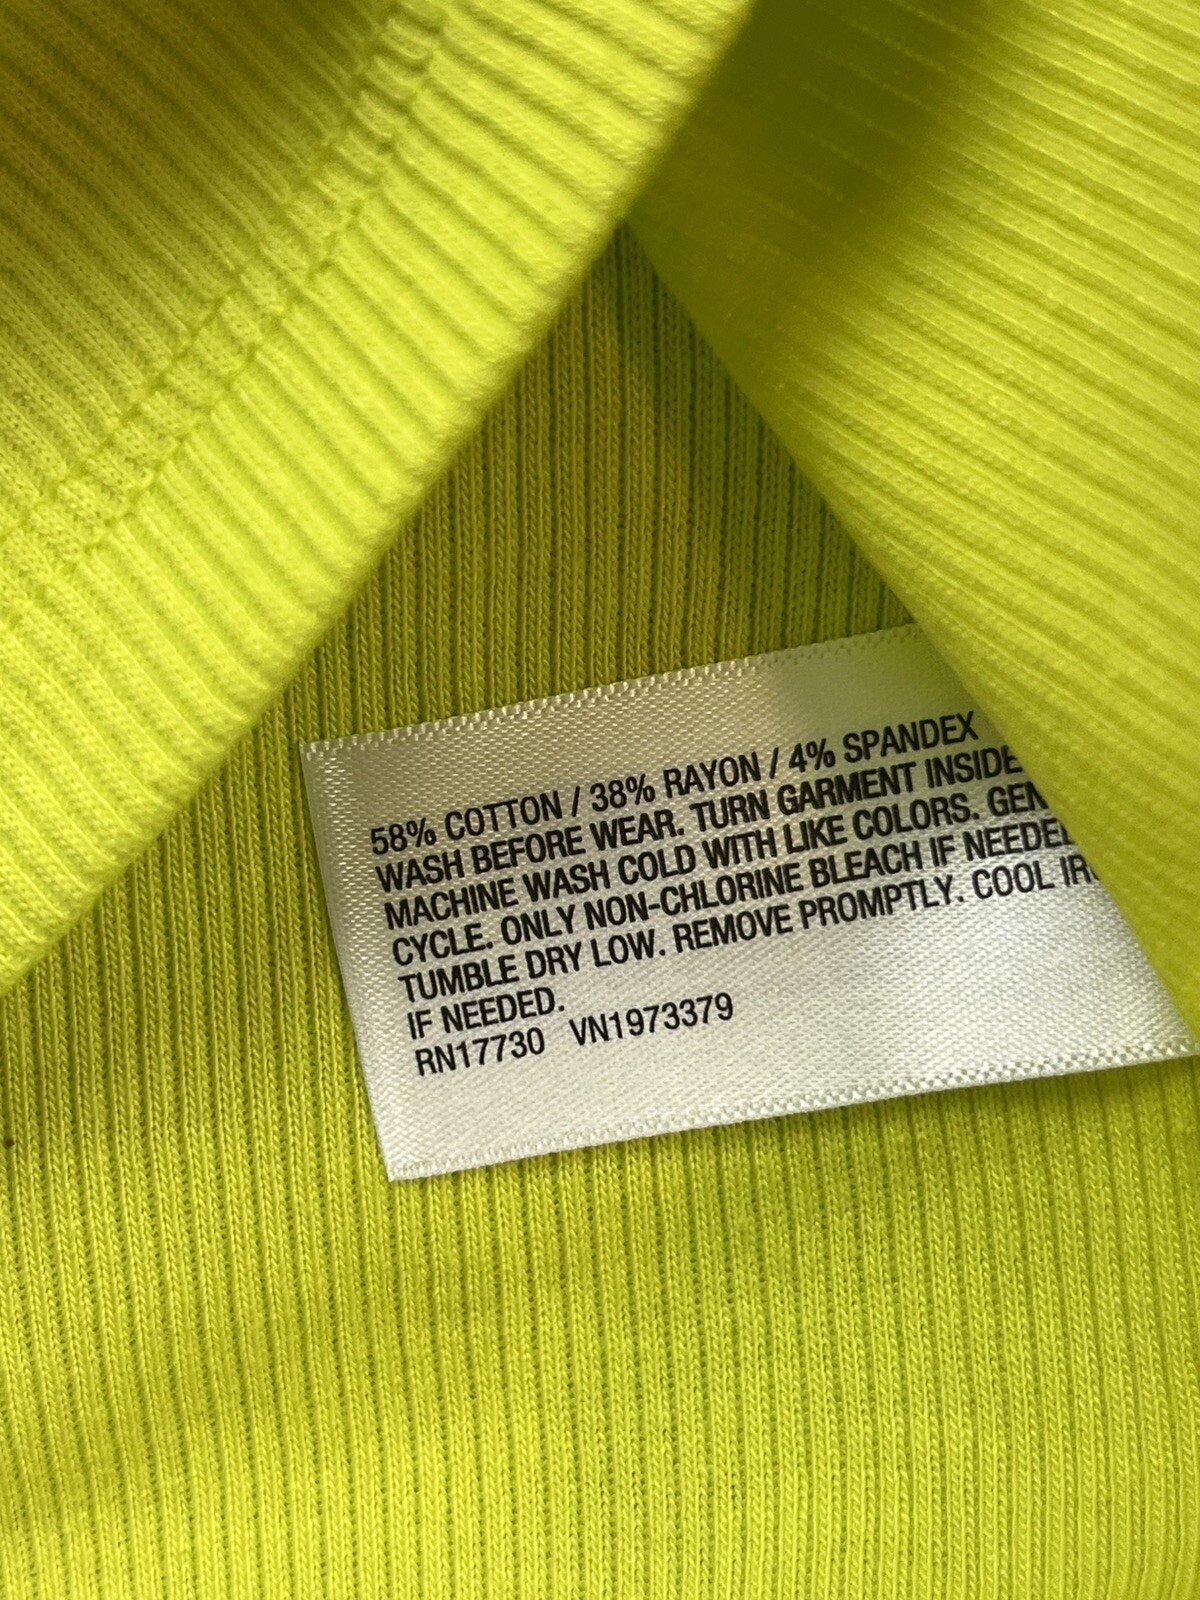 58% COTTON / 38% RAYON / 4% SPANDEX
WASH BEFORE WEAR. TURN GARMENT INSIDE
MACHINE WASH COLD WITH LIKE COLORS.
CYCLE. ONLY NON-CHLORINE BLEACH IF
TUMBLE DRY LOW. REMOVE PROMPTLY. COOL
IF NEEDED.
RN17730 VN1973379